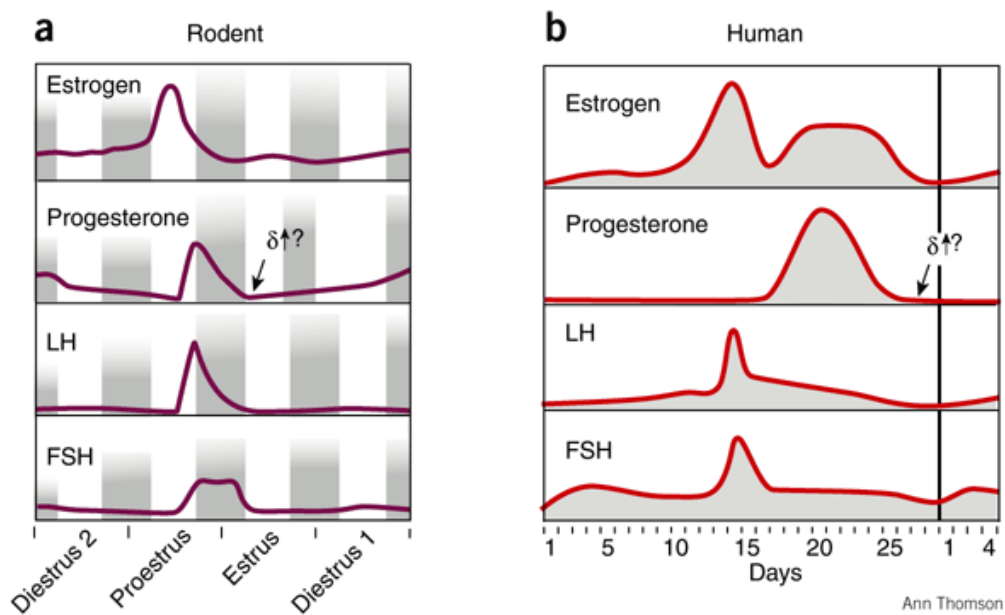 a
Rodent
Estrogen
Progesterone
δ↑?
LH
FSH
Diestrus 2
Proestrus
Estrus
Diestrus 1
b
Human
Estrogen
Progesterone
δ↑?
LH
FSH
1 5 10 15 20 25 1 4
Days
Ann Thomson